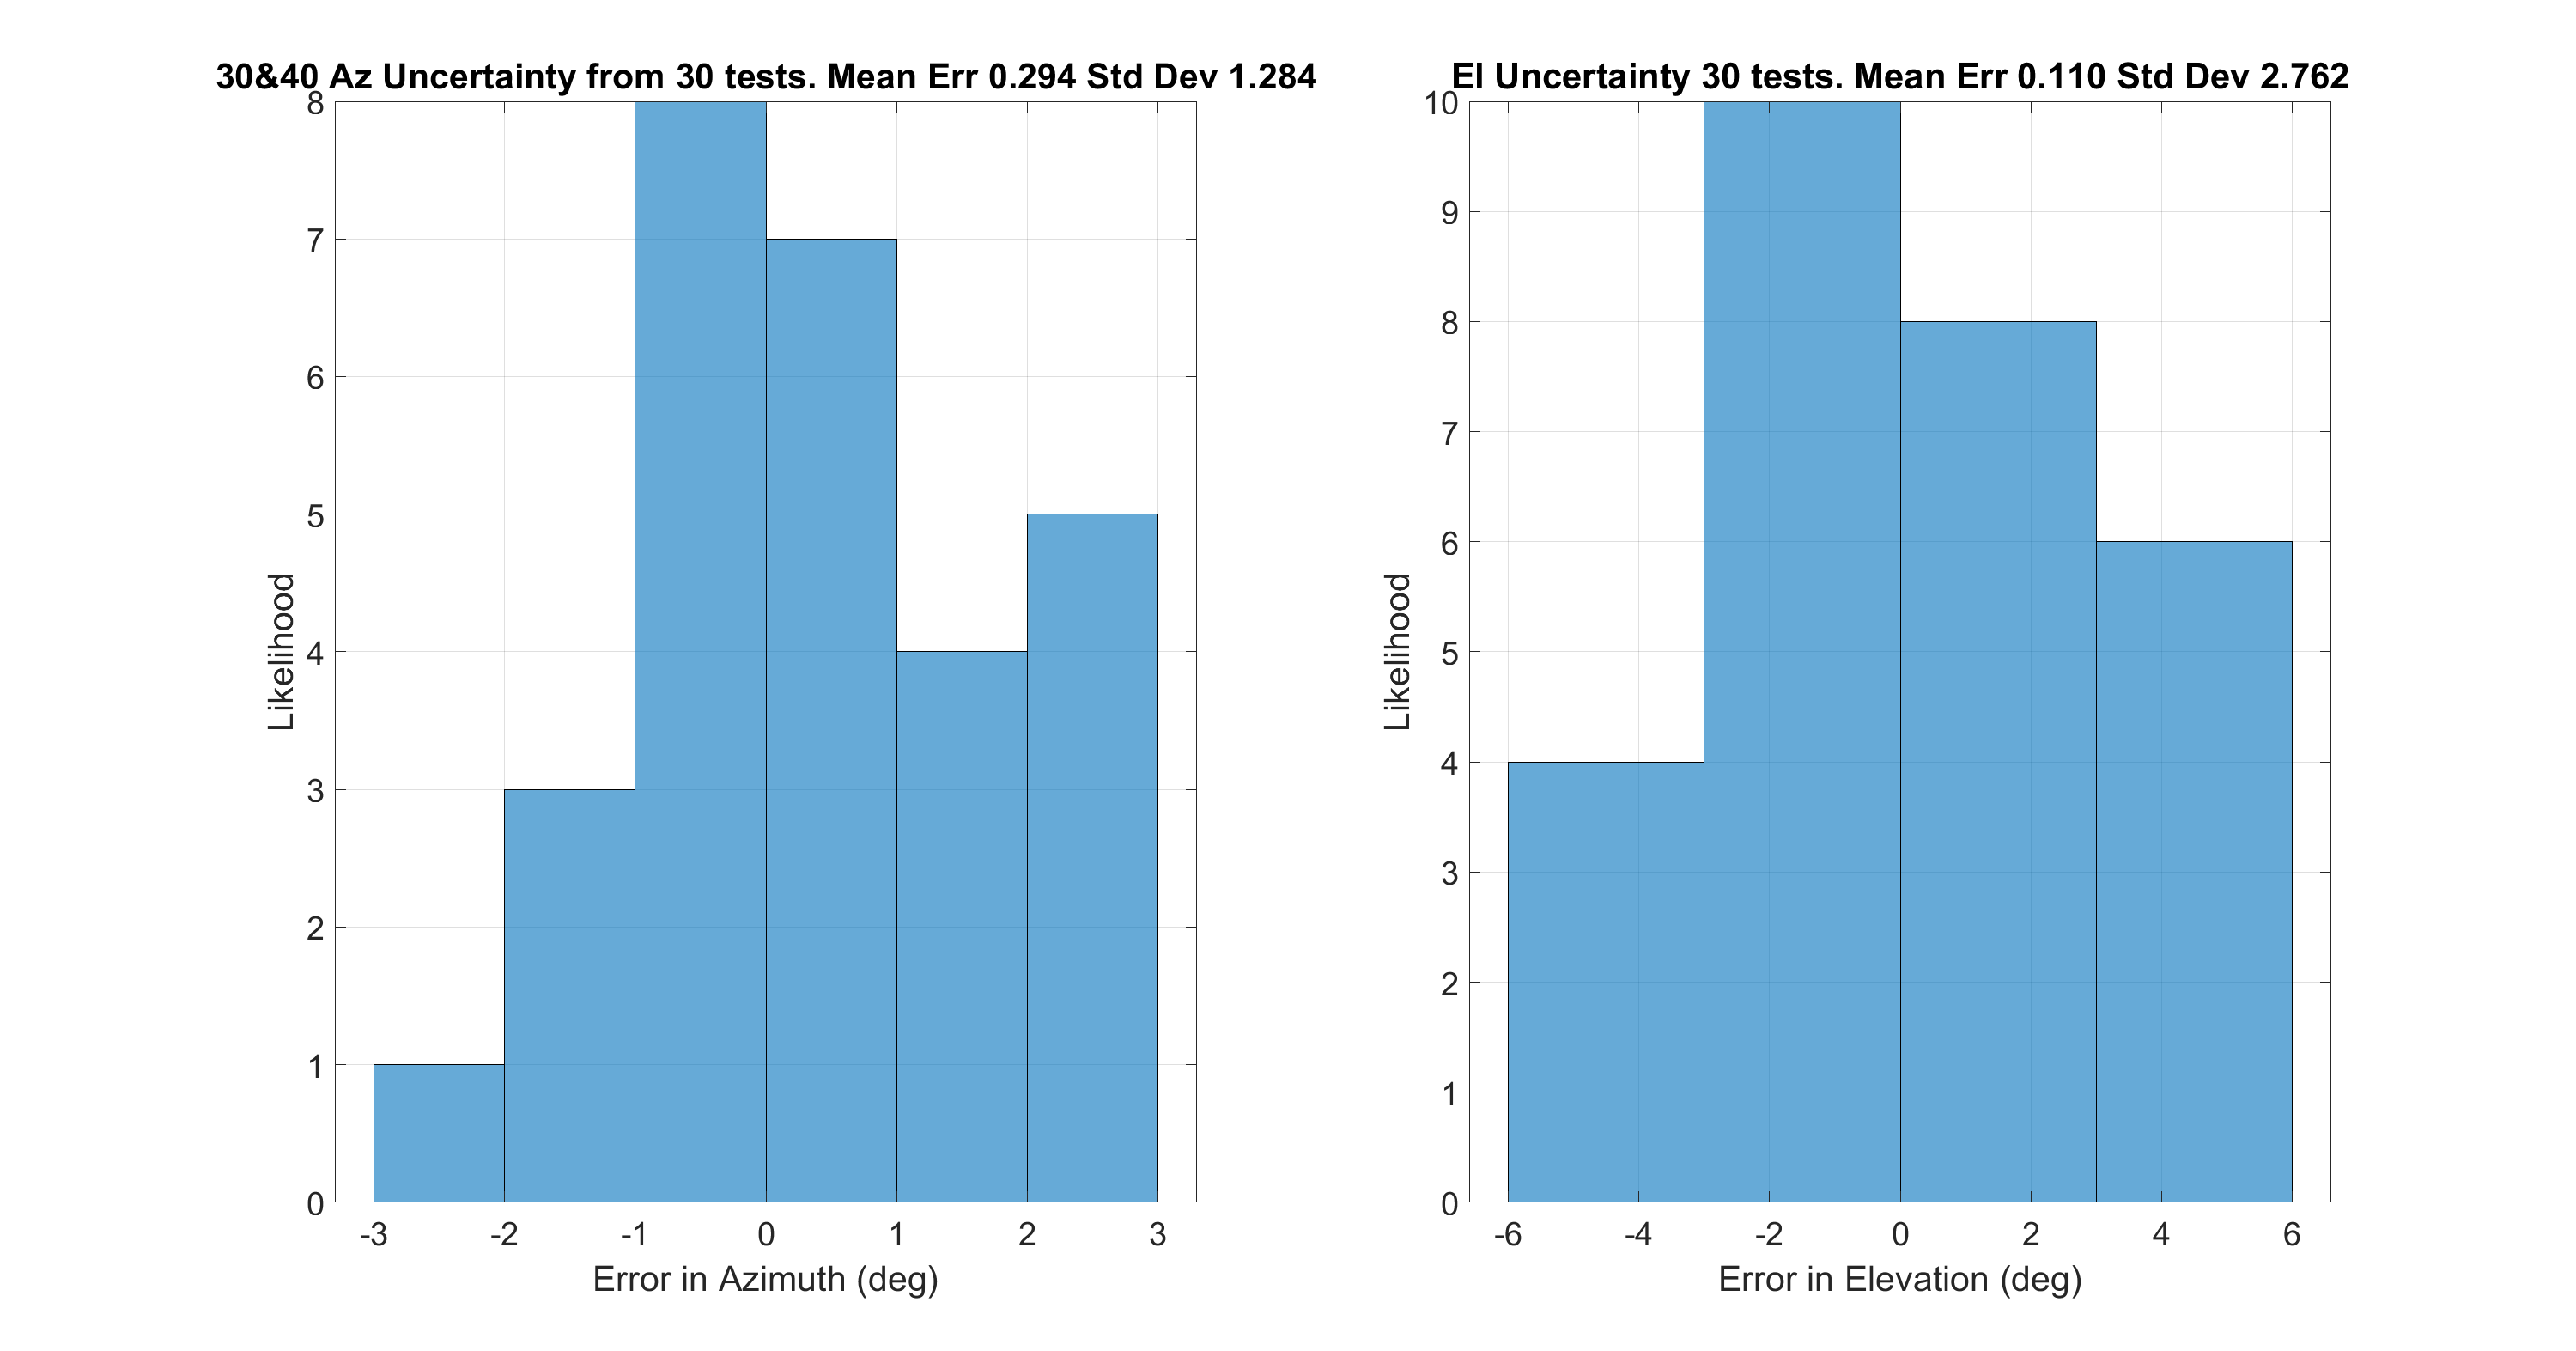 30&40 Az Uncertainty from 30 tests. Mean Err 0.294 Std Dev 1.284
8
7
6
5
4
3
2
1
0
Likelihood
-3 -2 -1 0 1 2 3
Error in Azimuth (deg)
El Uncertainty 30 tests. Mean Err 0.110 Std Dev 2.762
10
9
8
7
6
5
4
3
2
1
0
Likelihood
-6 -4 -2 0 2 4 6
Error in Elevation (deg)